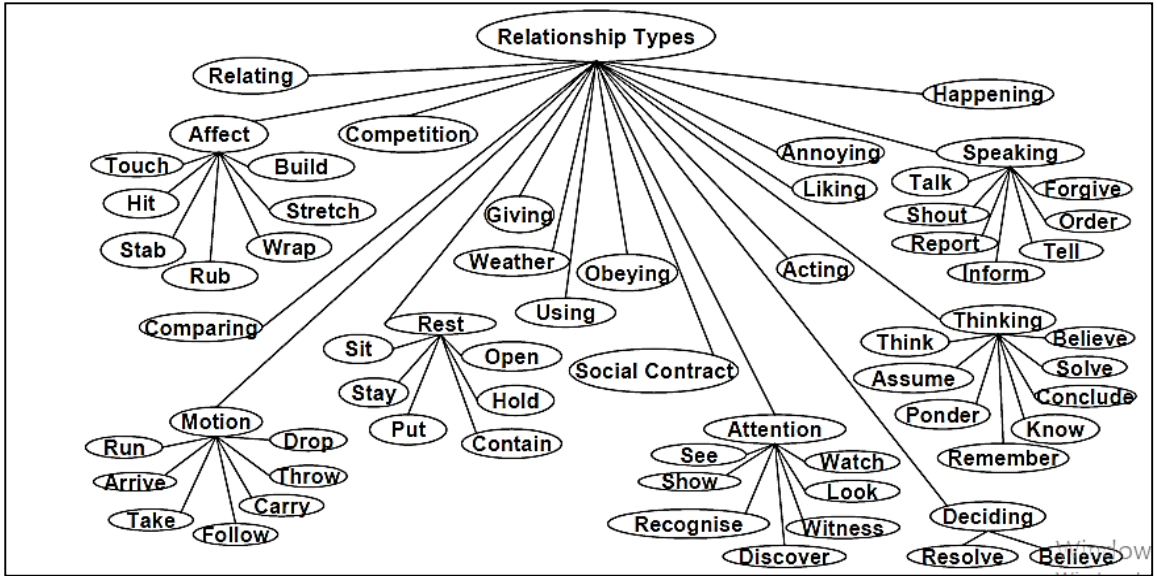 Relationship Types
Relating
Happening
Affect
Competition
Annoying
Speaking
Touch
Build
Talk
Forgive
Liking
Hit
Stretch
Giving
Shout
Order
Stab
Wrap
Report
Tell
Rub
Weather
Obeying
Acting
Inform
Using
Comparing
Rest
Thinking
Sit
Open
Think
Believe
Social Contract
Assume
Solve
Stay
Hold
Conclude
Put
Contain
Ponder
Know
Motion
Attention
Remember
Run
Drop
See
Watch
Arrive
Throw
Show
Look
Take
Carry
Recognise
Witness
Deciding
Follow
Discover
Resolve
Believe
Window